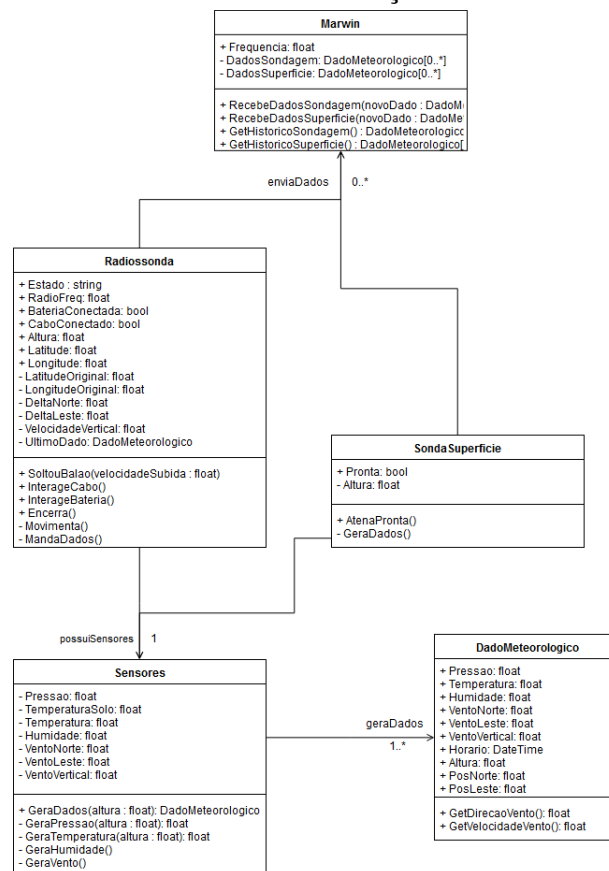 Marwin
+ Frequencia: float
- DadosSondagem: DadoMeteorologico[0..*]
- DadosSuperficie: DadoMeteorologico[0..*]
+ RecebeDadosSondagem(novoDado : DadoM
+ RecebeDadosSuperficie(novoDado : DadoMe
+ GetHistoricoSondagem() : DadoMeteorologico
+ GetHistoricoSuperficie() : DadoMeteorologico[
enviaDados 0..*
Radiossonda
+ Estado : string
+ RadioFreq: float
+ BateriaConectada: bool
+ CaboConectado: bool
+ Altura: float
+ Latitude: float
+ Longitude: float
- LatitudeOriginal: float
- LongitudeOriginal: float
- DeltaNorte: float
- DeltaLeste: float
- VelocidadeVertical: float
- UltimoDado: DadoMeteorologico
+ SoltouBalao(velocidadeSubida : float)
+ InterageCabo()
+ InterageBateria()
+ Encerra()
- Movimenta()
- MandaDados()
SondaSuperficie
+ Pronta: bool
- Altura: float
+ AtenaPronta()
- GeraDados()
possuiSensores 1
Sensores
- Pressao: float
- TemperaturaSolo: float
- Temperatura: float
- Humidade: float
- VentoNorte: float
- VentoLeste: float
- VentoVertical: float
+ GeraDados(altura : float): DadoMeteorologico
- GeraPressao(altura : float): float
- GeraTemperatura(altura : float): float
- GeraHumidade()
- GeraVento()
geraDados
1..*
DadoMeteorologico
+ Pressao: float
+ Temperatura: float
+ Humidade: float
+ VentoNorte: float
+ VentoLeste: float
+ VentoVertical: float
+ Horario: DateTime
+ Altura: float
+ PosNorte: float
+ PosLeste: float
+ GetDirecaoVento(): float
+ GetVelocidadeVento(): float